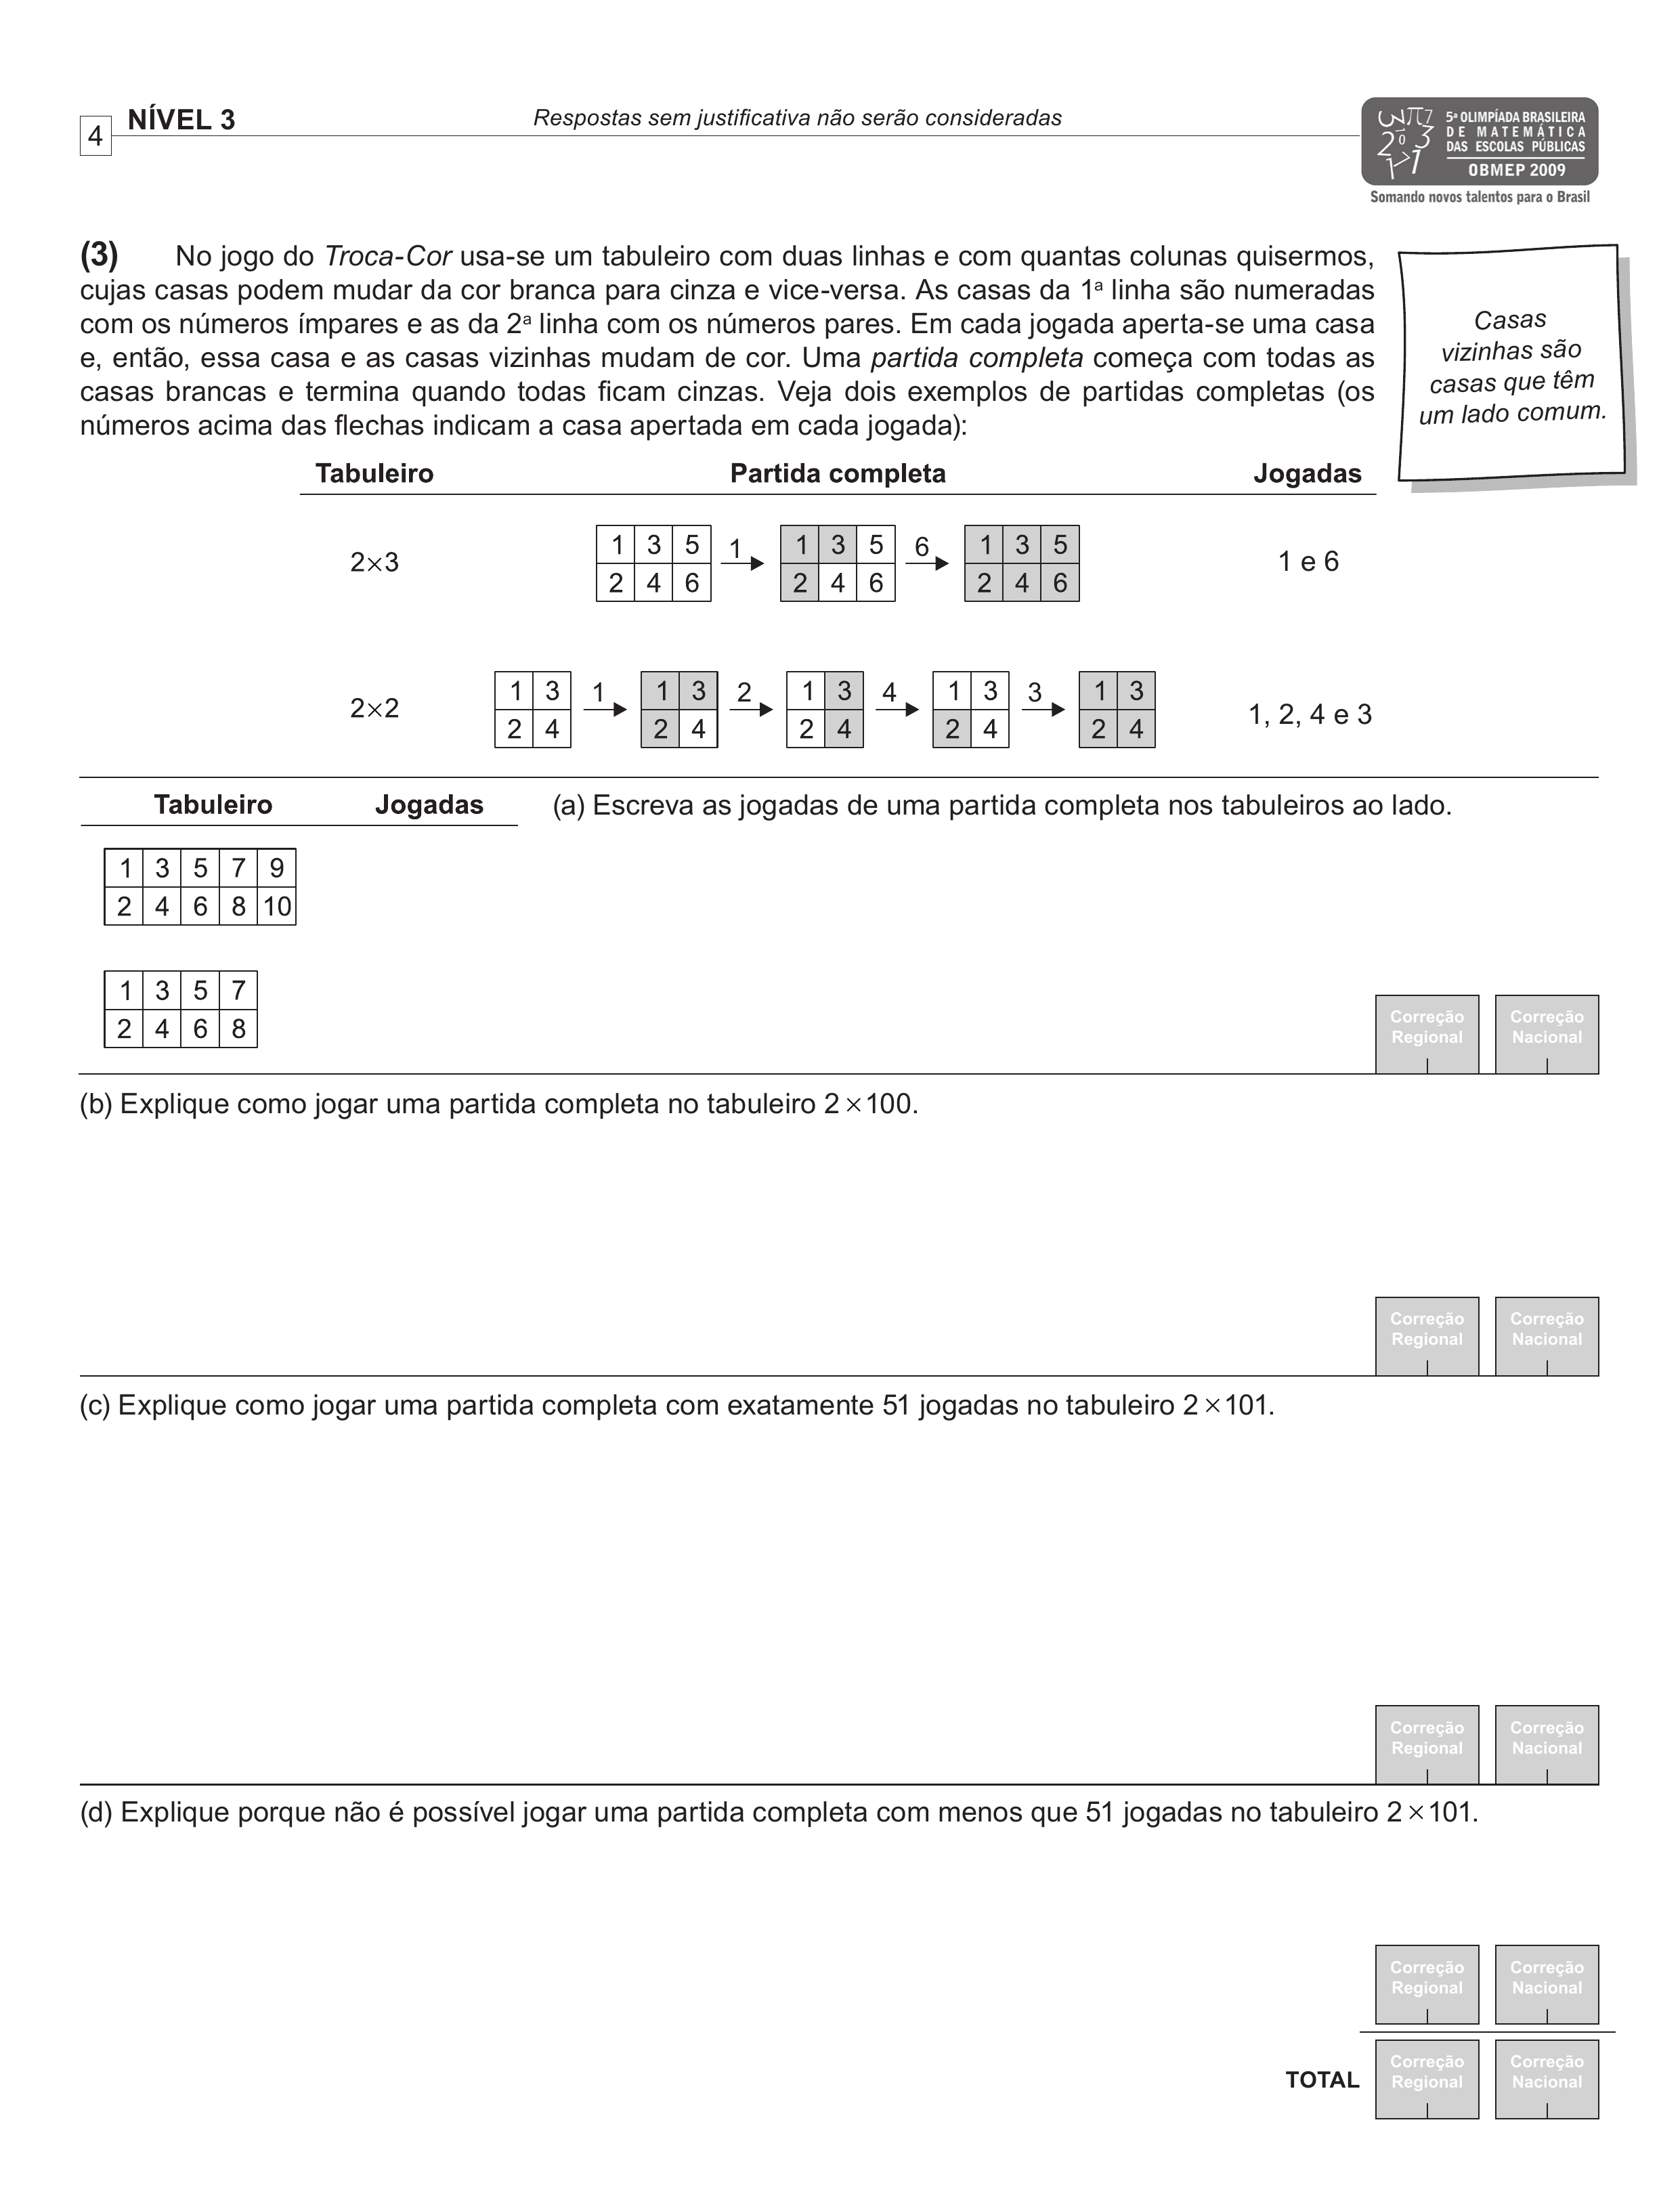 4
NÍVEL 3
Respostas sem justificativa não serão consideradas
5ª OLIMPÍADA BRASILEIRA
DE MATEMÁTICA
DAS ESCOLAS PÚBLICAS
OBMEP 2009
Somando novos talentos para o Brasil
(3) No jogo do Troca-Cor usa-se um tabuleiro com duas linhas e com quantas colunas quisermos,
cujas casas podem mudar da cor branca para cinza e vice-versa. As casas da 1ª linha são numeradas
com os números ímpares e as da 2ª linha com os números pares. Em cada jogada aperta-se uma casa
e, então, essa casa e as casas vizinhas mudam de cor. Uma partida completa começa com todas as
casas brancas e termina quando todas ficam cinzas. Veja dois exemplos de partidas completas (os
números acima das flechas indicam a casa apertada em cada jogada):
Casas
vizinhas são
casas que têm
um lado comum.
Tabuleiro Partida completa Jogadas
1 3 5 1 1 3 5 6 1 3 5
2×3 1 e 6
2 4 6 2 4 6 2 4 6
1 3 1 1 3 2 1 3 4 1 3 3 1 3
2×2 1, 2, 4 e 3
2 4 2 4 2 4 2 4 2 4
Tabuleiro Jogadas
(a) Escreva as jogadas de uma partida completa nos tabuleiros ao lado.
1 3 5 7 9
2 4 6 8 10
1 3 5 7
2 4 6 8
Correção Regional
Correção Nacional
(b) Explique como jogar uma partida completa no tabuleiro 2×100.
Correção Regional
Correção Nacional
(c) Explique como jogar uma partida completa com exatamente 51 jogadas no tabuleiro 2×101.
Correção Regional
Correção Nacional
(d) Explique porque não é possível jogar uma partida completa com menos que 51 jogadas no tabuleiro 2×101.
Correção Regional
Correção Nacional
TOTAL
Correção Regional
Correção Nacional